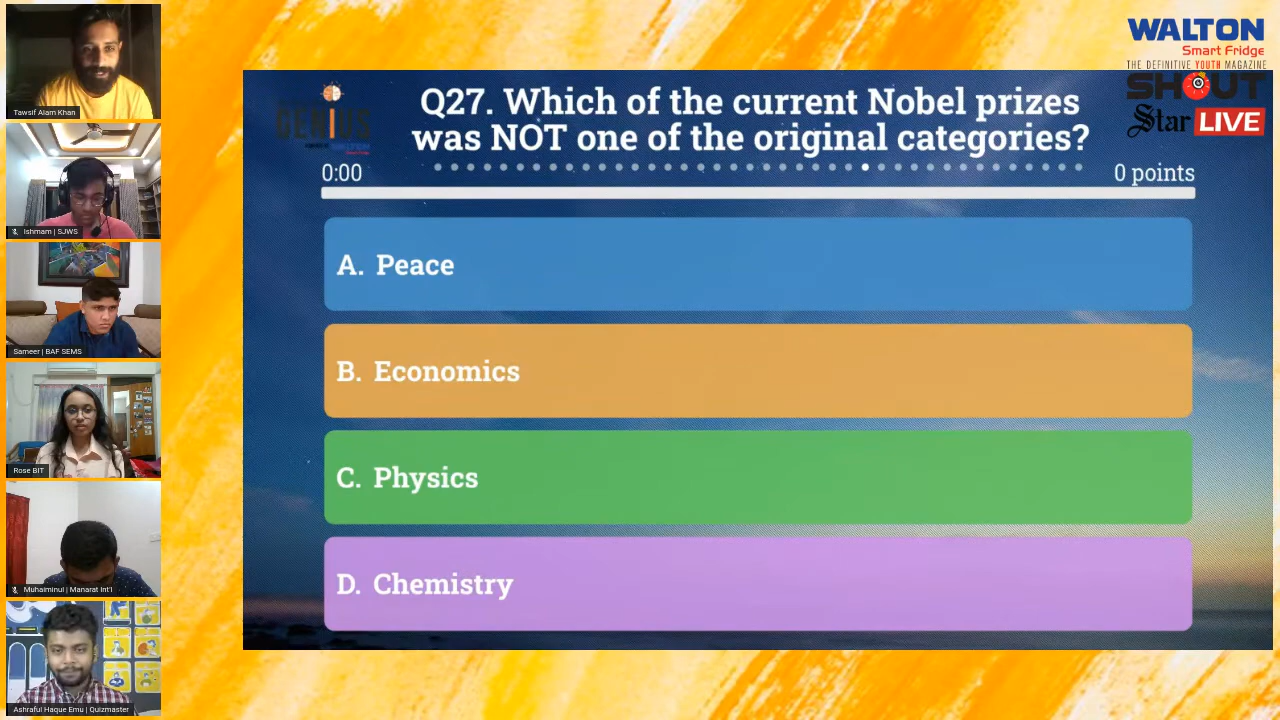 Tawsif Alam Khan
Ishmam | SJWS
Sameer | BAF SEMS
Rose BIT
Muhaiminul | Manarat Int'l
Ashraful Haque Emu | Quizmaster
WALTON
Smart Fridge
THE DEFINITIVE YOUTH MAGAZINE
SHOUT
Star LIVE
GENIUS
Q27. Which of the current Nobel prizes
was NOT one of the original categories?
0:00
0 points
A. Peace
B. Economics
C. Physics
D. Chemistry